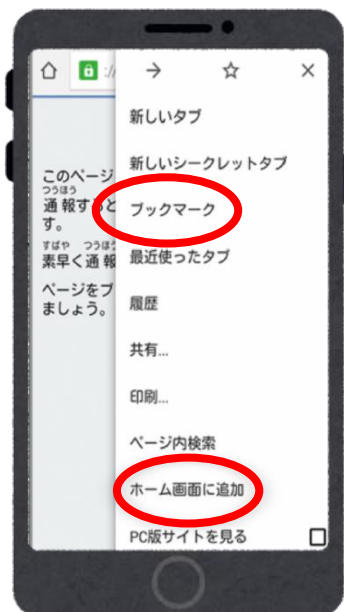 ://
新しいタブ
新しいシークレットタブ
ブックマーク
最近使ったタブ
履歴
共有...
印刷...
ページ内検索
ホーム画面に追加
PC版サイトを見る
このページ
つうほう
通報すると
す。
すばや つうほう
素早く通報
ページをブ
ましょう。